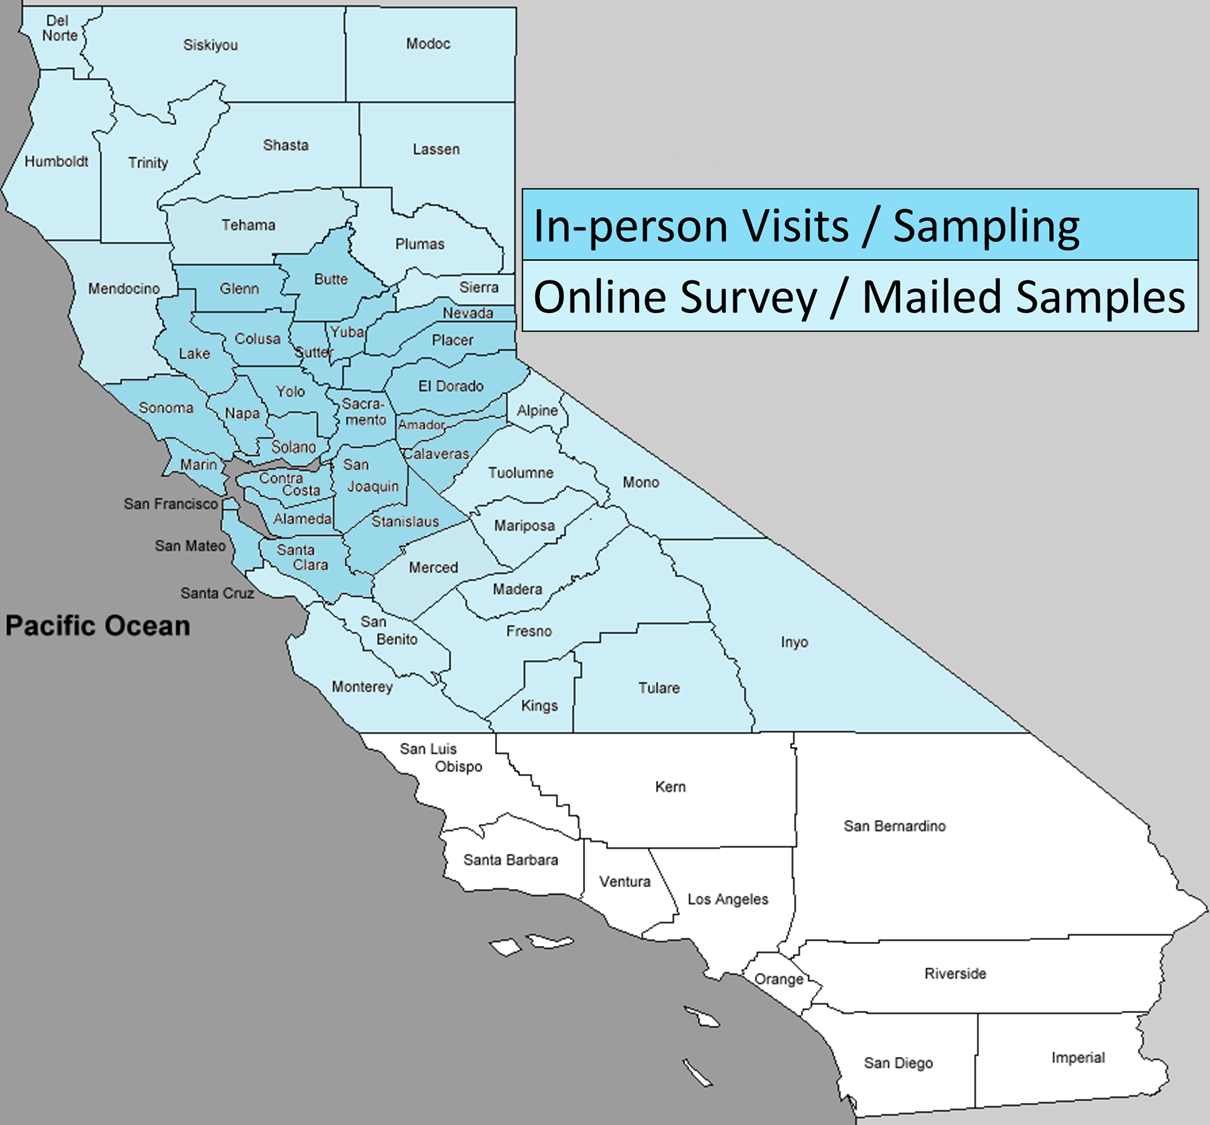 Del
Norte
Siskiyou
Modoc
Humboldt
Trinity
Shasta
Lassen
Tehama
Plumas
In-person Visits / Sampling
Online Survey / Mailed Samples
Mendocino
Glenn
Butte
Sierra
Nevada
Colusa
Yuba
Sutter
Placer
Lake
El Dorado
Yolo
Sonoma
Napa
Sacra-
mento
Amador
Alpine
Solano
Calaveras
Marin
San
Joaquin
Tuolumne
Mono
Contra
Costa
San Francisco
Alameda
Stanislaus
Mariposa
San Mateo
Santa
Clara
Merced
Santa Cruz
Madera
Pacific Ocean
San
Benito
Fresno
Inyo
Monterey
Kings
Tulare
San Luis
Obispo
Kern
San Bernardino
Santa Barbara
Ventura
Los Angeles
Orange
Riverside
San Diego
Imperial